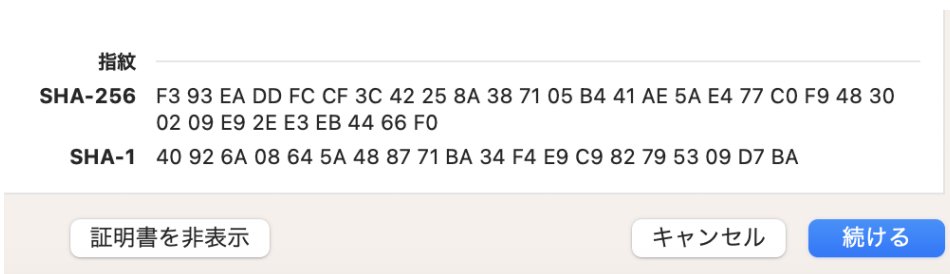 指紋
SHA-256 F3 93 EA DD FC CF 3C 42 25 8A 38 71 05 B4 41 AE 5A E4 77 C0 F9 48 30
02 09 E9 2E E3 EB 44 66 F0
SHA-1 40 92 6A 08 64 5A 48 87 71 BA 34 F4 E9 C9 82 79 53 09 D7 BA
証明書を非表示 キャンセル 続ける